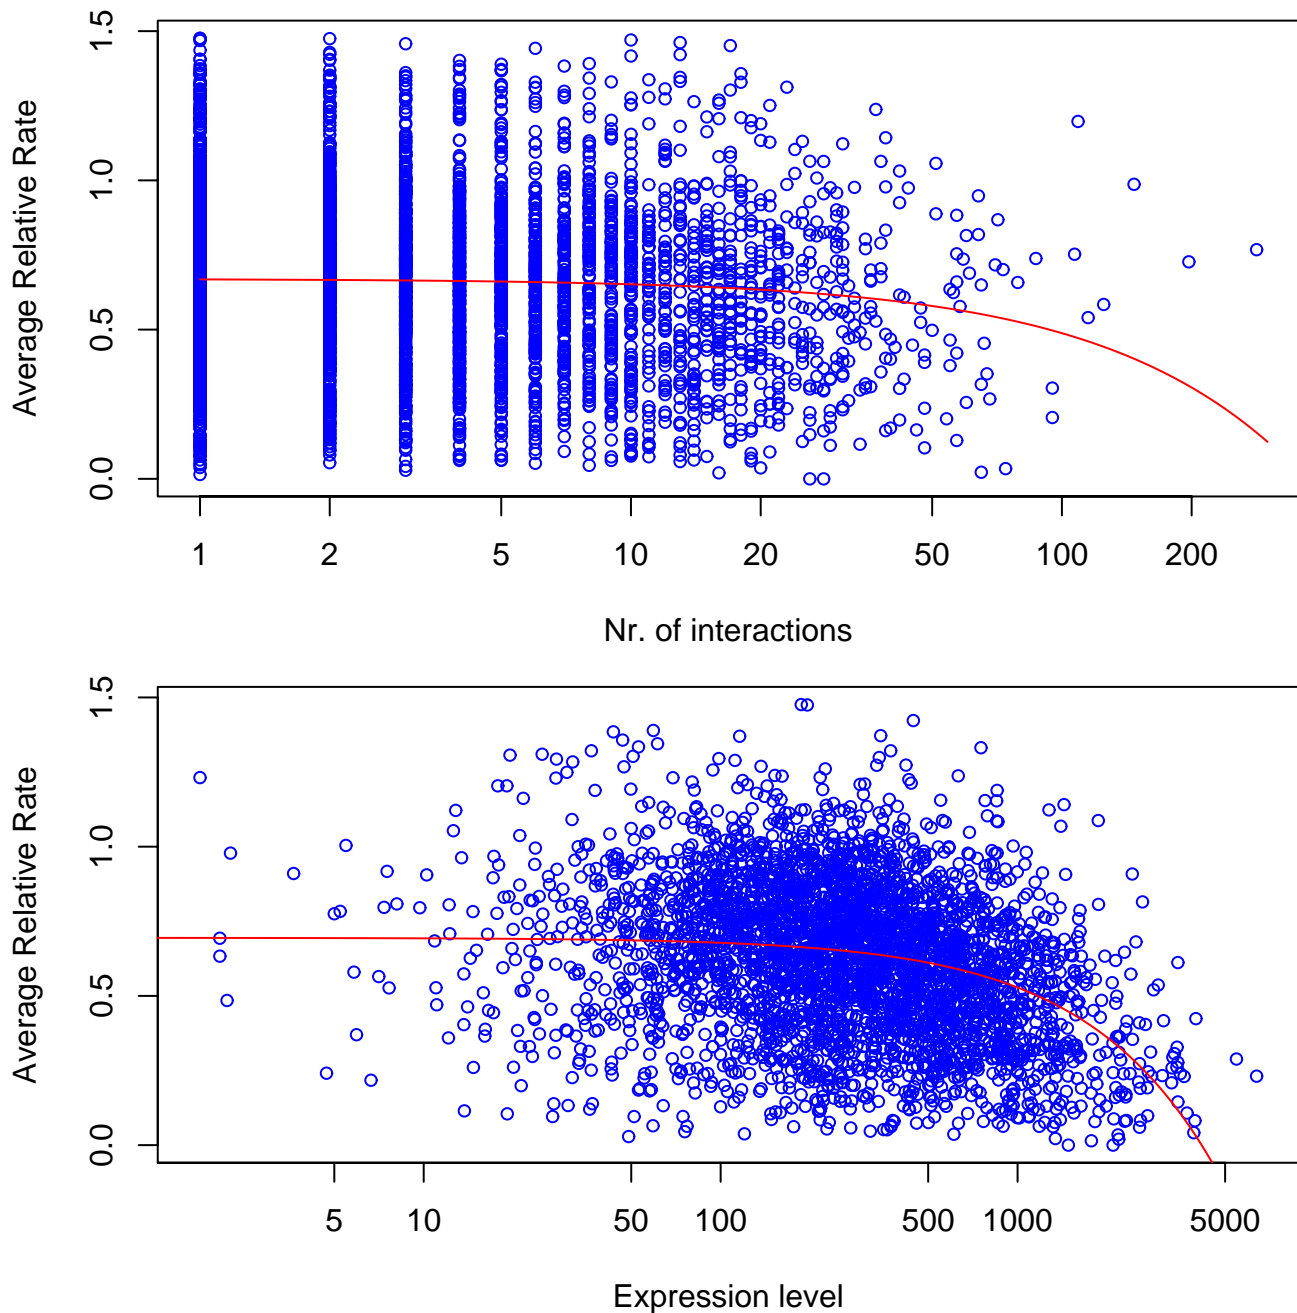 1.5
1.0
0.5
0.0
Average Relative Rate
1 2 5 10 20 50 100 200
Nr. of interactions
1.5
1.0
0.5
0.0
Average Relative Rate
5 10 50 100 500 1000 5000
Expression level